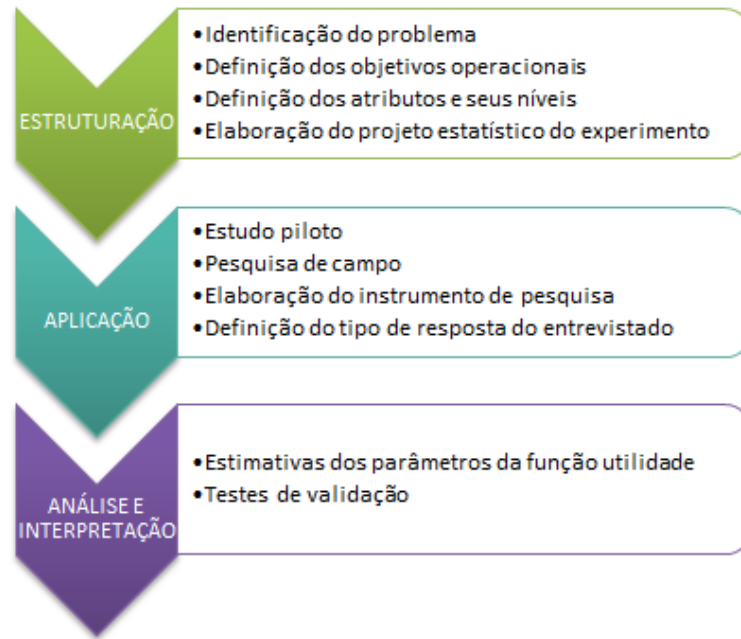 ESTRUTURAÇÃO
•Identificação do problema
•Definição dos objetivos operacionais
•Definição dos atributos e seus níveis
•Elaboração do projeto estatístico do experimento
APLICAÇÃO
•Estudo piloto
•Pesquisa de campo
•Elaboração do instrumento de pesquisa
•Definição do tipo de resposta do entrevistado
ANÁLISE E
INTERPRETAÇÃO
•Estimativas dos parâmetros da função utilidade
•Testes de validação